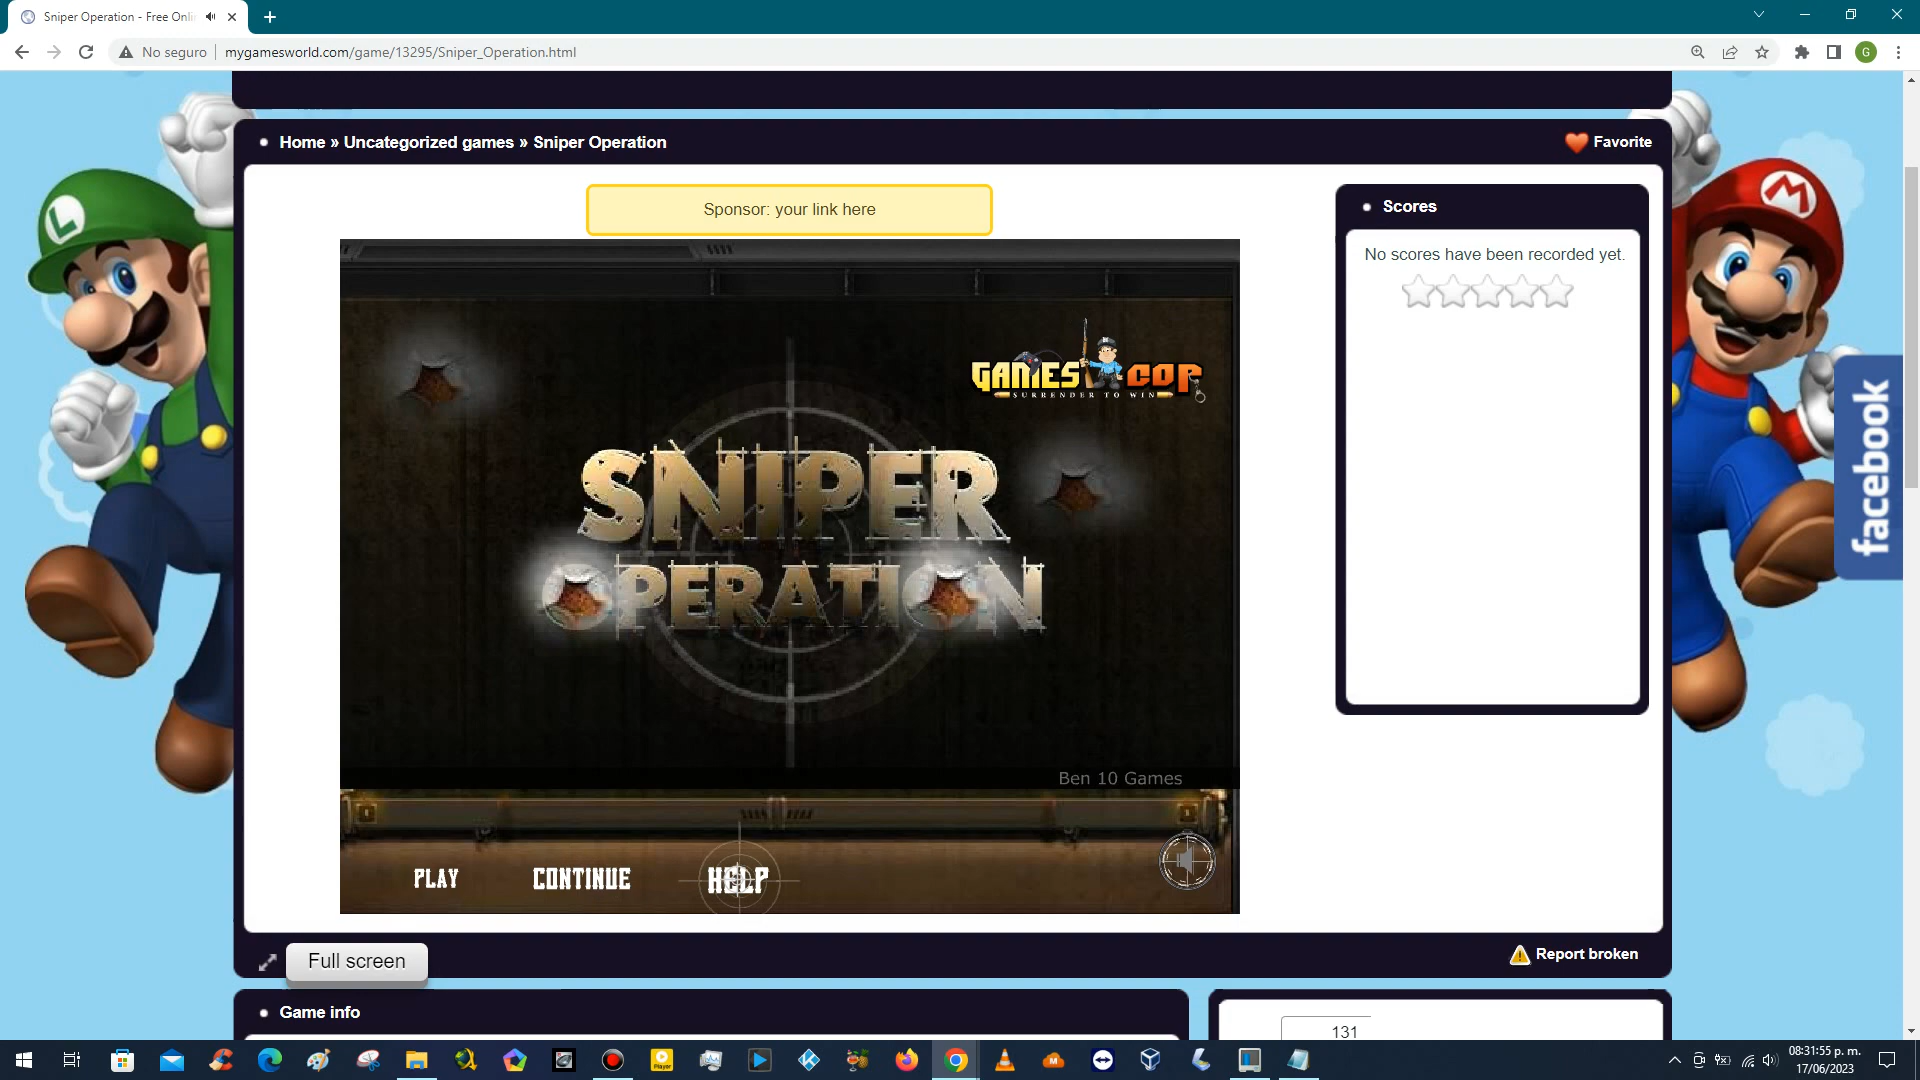 Sniper Operation - Free Onli
No seguro
mygamesworld.com/game/13295/Sniper_Operation.html
G
Home » Uncategorized games » Sniper Operation
Favorite
L
M
Sponsor: your link here
Scores
No scores have been recorded yet.
GAMES COP
SURRENDER TO WIN
facebook
SNIPER
OPERATION
Ben 10 Games
PLAY
CONTINUE
HELP
Full screen
Report broken
Game info
131
Player
08:31:55 p. m.
17/06/2023